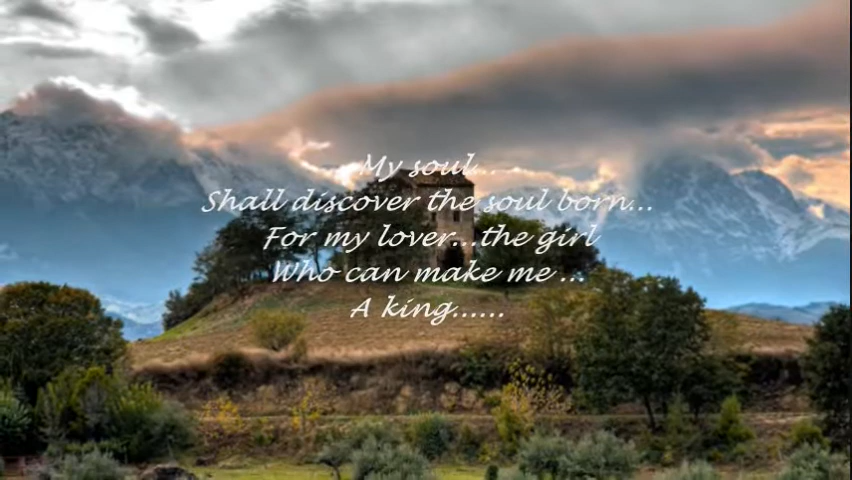 My soul...
Shall discover the soul born...
For my lover...the girl
Who can make me ...
A king......